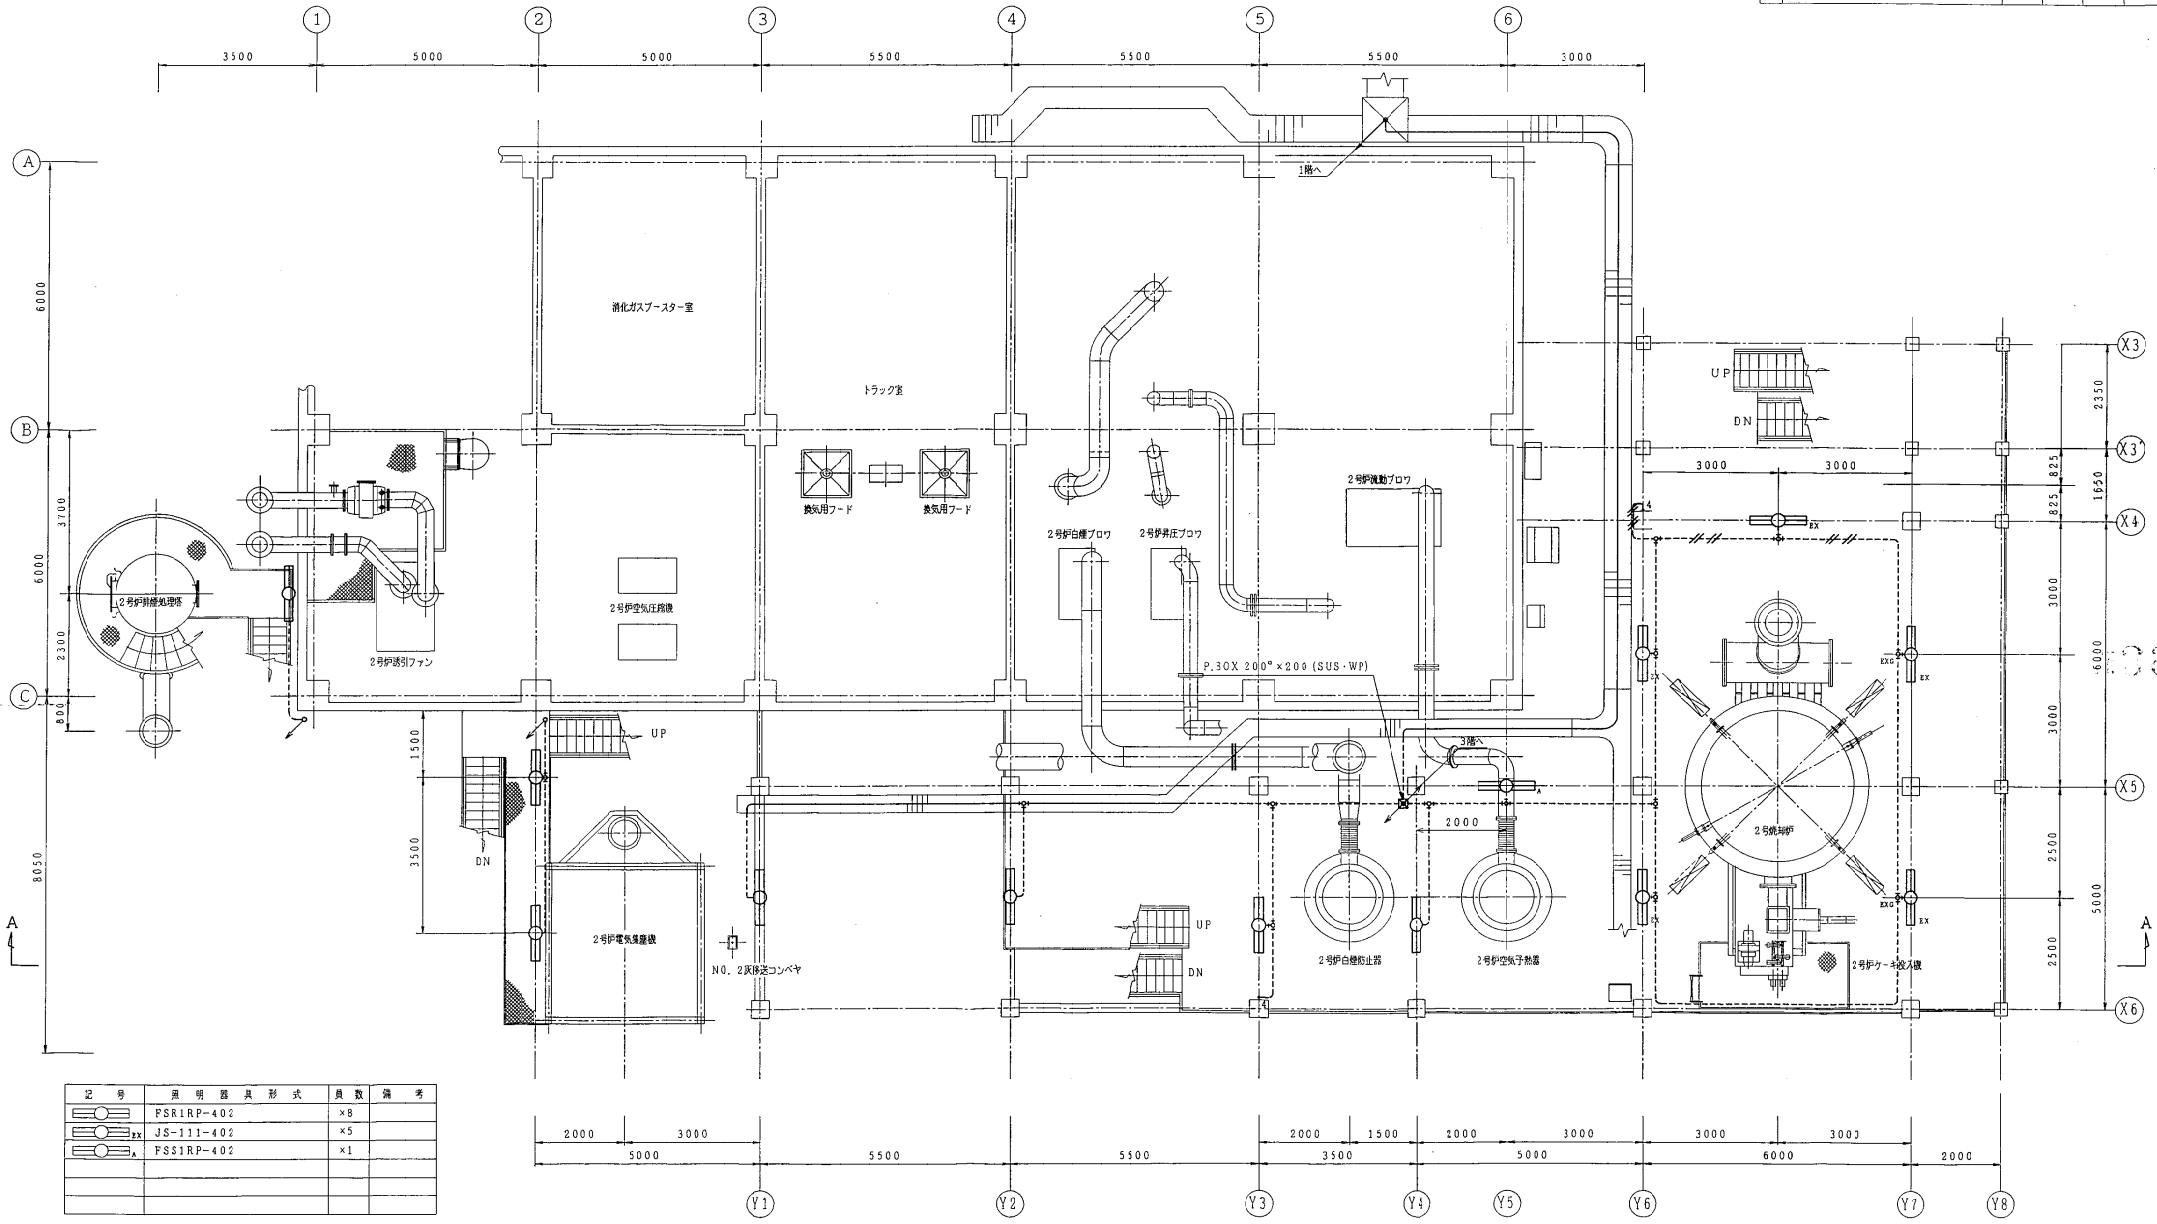 1 2 3 4 5 6
3500 5000 5000 5500 5500 5500 3000
A
1階へ
6000
消化ガスブースター室
トラック室
X3
UP
2350
DN
B
X3'
3000 3000
825
825
1650
2号炉流動ブロワ
換気用フード 換気用フード
4
X4
EX
3700
6000
2号炉白煙ブロワ 2号炉昇圧ブロワ
2号炉排煙処理塔
2号炉空気圧縮機
3000
2300
2号炉誘引ファン
P.BOX 200°×200 (SUS・WP)
EX
EXG
EX
6000
C
800
UP
1500
3階へ
3000
A
X5
2000
2号焼却炉
DN
3500
2500
8050
EX
EXG
EX
5000
A
A
UP
2号炉電気集塵機
NO. 2灰移送コンベヤ
DN
2号炉白煙防止器 2号炉空気予熱器
2号炉ケーキ投入機
2500
4
X6
記号 照明器具形式 員数 備考
FSR1RP-402 ×8
EX JS-111-402 ×5
A FSS1RP-402 ×1
2000 3000 2000 1500 2000 3000 3000 3000
5000 5500 5500 3500 5000 6000 2000
Y1 Y2 Y3 Y4 Y5 Y6 Y7 Y8